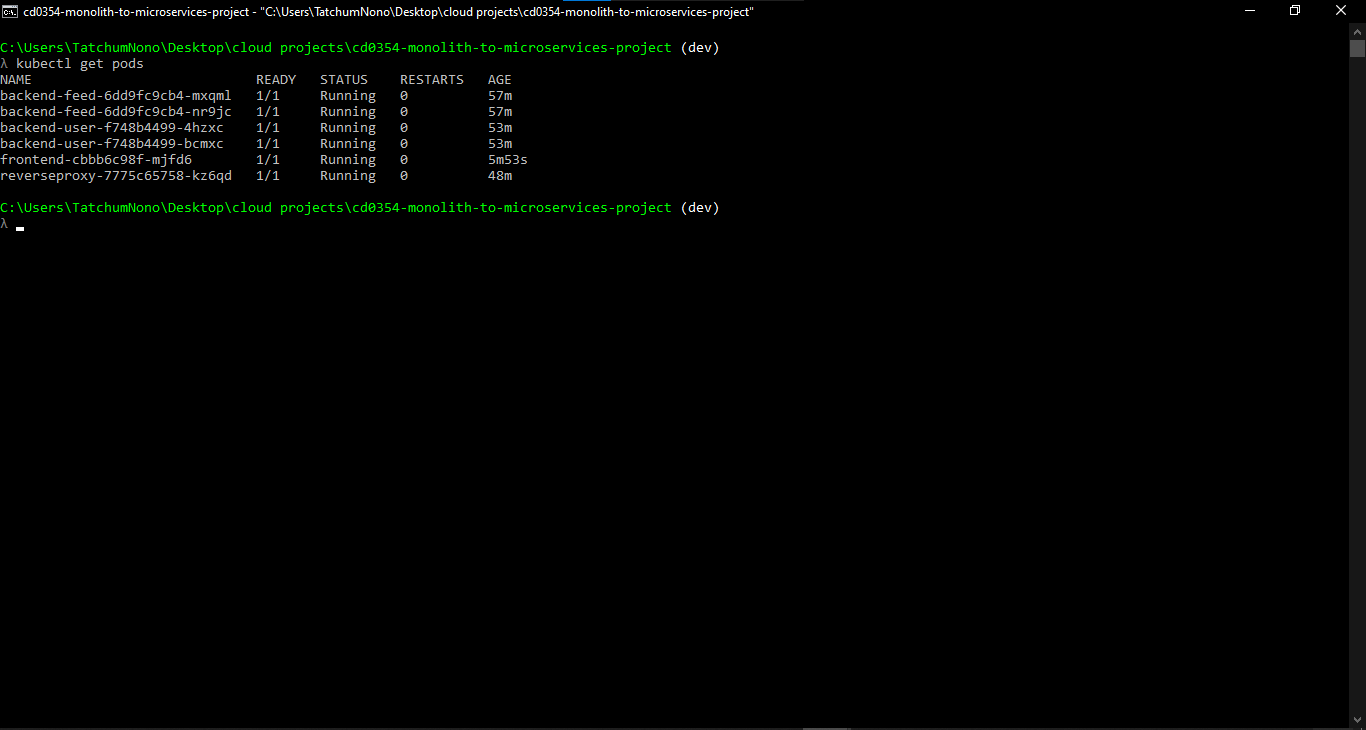 cd0354-monolith-to-microservices-project - "C:\Users\TatchumNono\Desktop\cloud projects\cd0354-monolith-to-microservices-project"
C:\Users\TatchumNono\Desktop\cloud projects\cd0354-monolith-to-microservices-project (dev)
λ kubectl get pods
NAME READY STATUS RESTARTS AGE
backend-feed-6dd9fc9cb4-mxqml 1/1 Running 0 57m
backend-feed-6dd9fc9cb4-nr9jc 1/1 Running 0 57m
backend-user-f748b4499-4hzxc 1/1 Running 0 53m
backend-user-f748b4499-bcmxc 1/1 Running 0 53m
frontend-cbbb6c98f-mjfd6 1/1 Running 0 5m53s
reverseproxy-7775c65758-kz6qd 1/1 Running 0 48m
C:\Users\TatchumNono\Desktop\cloud projects\cd0354-monolith-to-microservices-project (dev)
λ